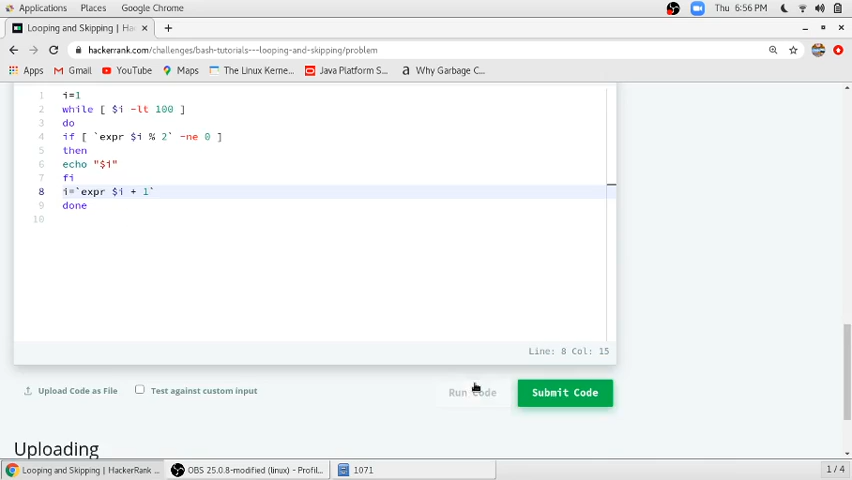 Applications Places Google Chrome Thu 6:56 PM
Looping and Skipping | Ha
hackerrank.com/challenges/bash-tutorials---looping-and-skipping/problem
Apps Gmail YouTube Maps The Linux Kerne... Java Platform S... Why Garbage C...
1 i=1
2 while [ $i -lt 100 ]
3 do
4 if [ `expr $i % 2` -ne 0 ]
5 then
6 echo "$i"
7 fi
8 i=`expr $i + 1`
9 done
10
Line: 8 Col: 15
Upload Code as File Test against custom input Run Code Submit Code
Uploading
Looping and Skipping | HackerRank ... OBS 25.0.8-modified (linux) - Profil... 1071 1 / 4